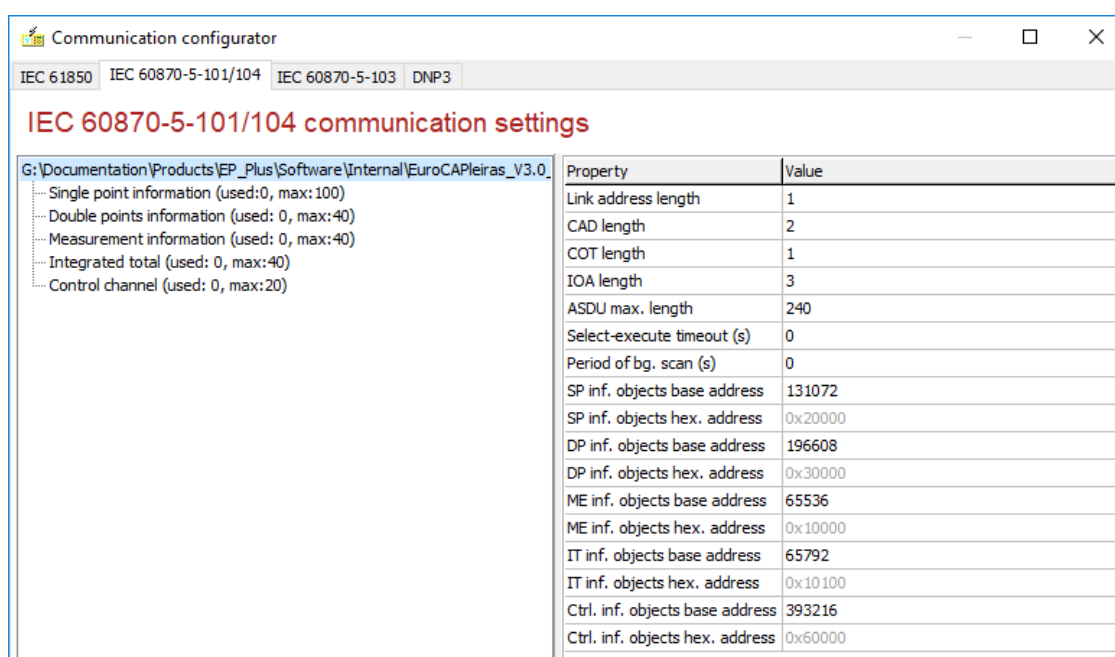 Communication configurator
IEC 61850 IEC 60870-5-101/104 IEC 60870-5-103 DNP3
IEC 60870-5-101/104 communication settings
G:\Documentation\Products\EP_Plus\Software\Internal\EuroCAPleiras_V3.0_
Single point information (used:0, max:100)
Double points information (used: 0, max:40)
Measurement information (used: 0, max:40)
Integrated total (used: 0, max:40)
Control channel (used: 0, max:20)
Property Value
Link address length 1
CAD length 2
COT length 1
IOA length 3
ASDU max. length 240
Select-execute timeout (s) 0
Period of bg. scan (s) 0
SP inf. objects base address 131072
SP inf. objects hex. address 0x20000
DP inf. objects base address 196608
DP inf. objects hex. address 0x30000
ME inf. objects base address 65536
ME inf. objects hex. address 0x10000
IT inf. objects base address 65792
IT inf. objects hex. address 0x10100
Ctrl. inf. objects base address 393216
Ctrl. inf. objects hex. address 0x60000